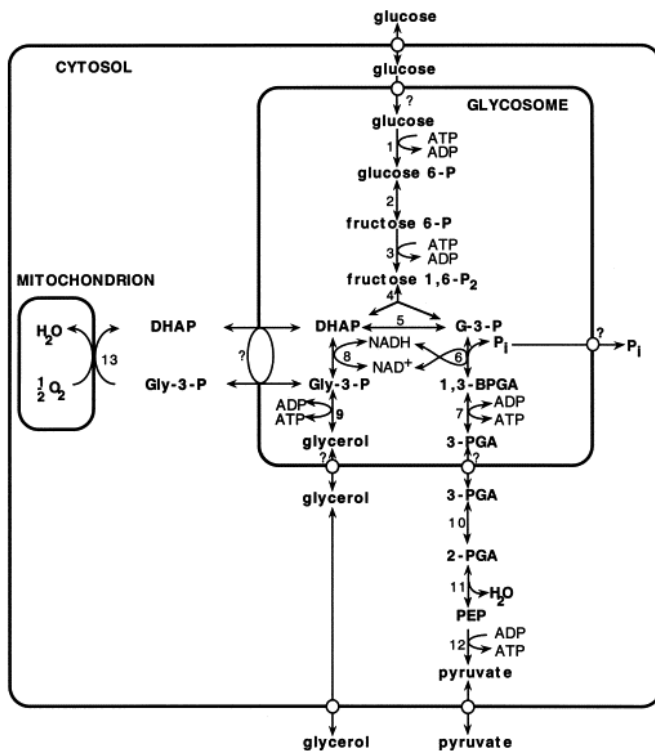 glucose
CYTOSOL
glucose
?
GLYCOSOME
glucose
1
ATP
ADP
glucose 6-P
2
fructose 6-P
3
ATP
ADP
MITOCHONDRION
fructose 1,6-P2
4
H2O
DHAP
DHAP
5
G-3-P
13
?
8
NADH
NAD+
6
Pi
?
Pi
1/2 O2
Gly-3-P
Gly-3-P
1,3-BPGA
ADP
ATP
9
7
ADP
ATP
glycerol
3-PGA
?
?
glycerol
3-PGA
10
2-PGA
11
H2O
PEP
12
ADP
ATP
pyruvate
glycerol
pyruvate